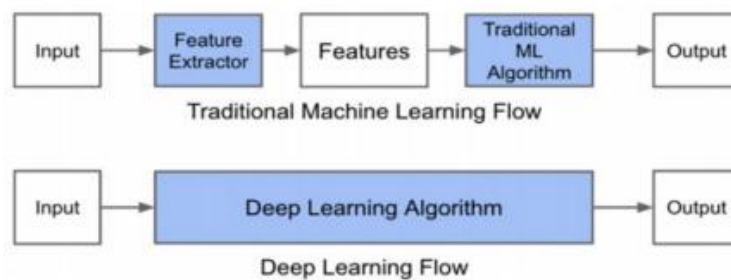 Input
Feature
Extractor
Features
Traditional
ML
Algorithm
Output
Traditional Machine Learning Flow
Input
Deep Learning Algorithm
Output
Deep Learning Flow